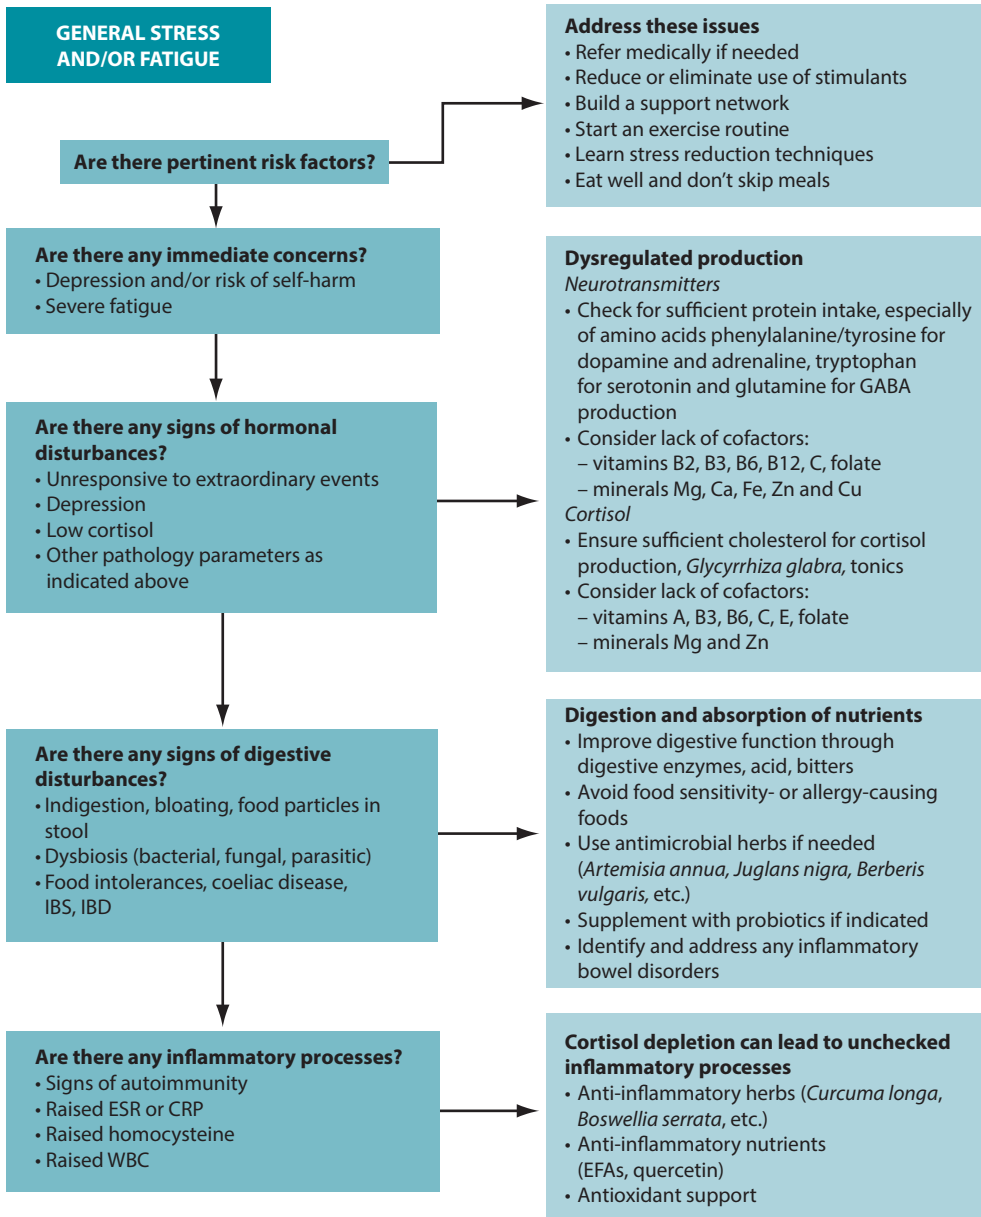 GENERAL STRESS
AND/OR FATIGUE
Address these issues
• Refer medically if needed
• Reduce or eliminate use of stimulants
• Build a support network
• Start an exercise routine
• Learn stress reduction techniques
• Eat well and don’t skip meals
Are there pertinent risk factors?
Are there any immediate concerns?
• Depression and/or risk of self-harm
• Severe fatigue
Are there any signs of hormonal
disturbances?
• Unresponsive to extraordinary events
• Depression
• Low cortisol
• Other pathology parameters as
indicated above
Dysregulated production
Neurotransmitters
• Check for sufficient protein intake, especially
of amino acids phenylalanine/tyrosine for
dopamine and adrenaline, tryptophan
for serotonin and glutamine for GABA
production
• Consider lack of cofactors:
– vitamins B2, B3, B6, B12, C, folate
– minerals Mg, Ca, Fe, Zn and Cu
Cortisol
• Ensure sufficient cholesterol for cortisol
production, Glycyrrhiza glabra, tonics
• Consider lack of cofactors:
– vitamins A, B3, B6, C, E, folate
– minerals Mg and Zn
Are there any signs of digestive
disturbances?
• Indigestion, bloating, food particles in
stool
• Dysbiosis (bacterial, fungal, parasitic)
• Food intolerances, coeliac disease,
IBS, IBD
Digestion and absorption of nutrients
• Improve digestive function through
digestive enzymes, acid, bitters
• Avoid food sensitivity- or allergy-causing
foods
• Use antimicrobial herbs if needed
(Artemisia annua, Juglans nigra, Berberis
vulgaris, etc.)
• Supplement with probiotics if indicated
• Identify and address any inflammatory
bowel disorders
Are there any inflammatory processes?
• Signs of autoimmunity
• Raised ESR or CRP
• Raised homocysteine
• Raised WBC
Cortisol depletion can lead to unchecked
inflammatory processes
• Anti-inflammatory herbs (Curcuma longa,
Boswellia serrata, etc.)
• Anti-inflammatory nutrients
(EFAs, quercetin)
• Antioxidant support